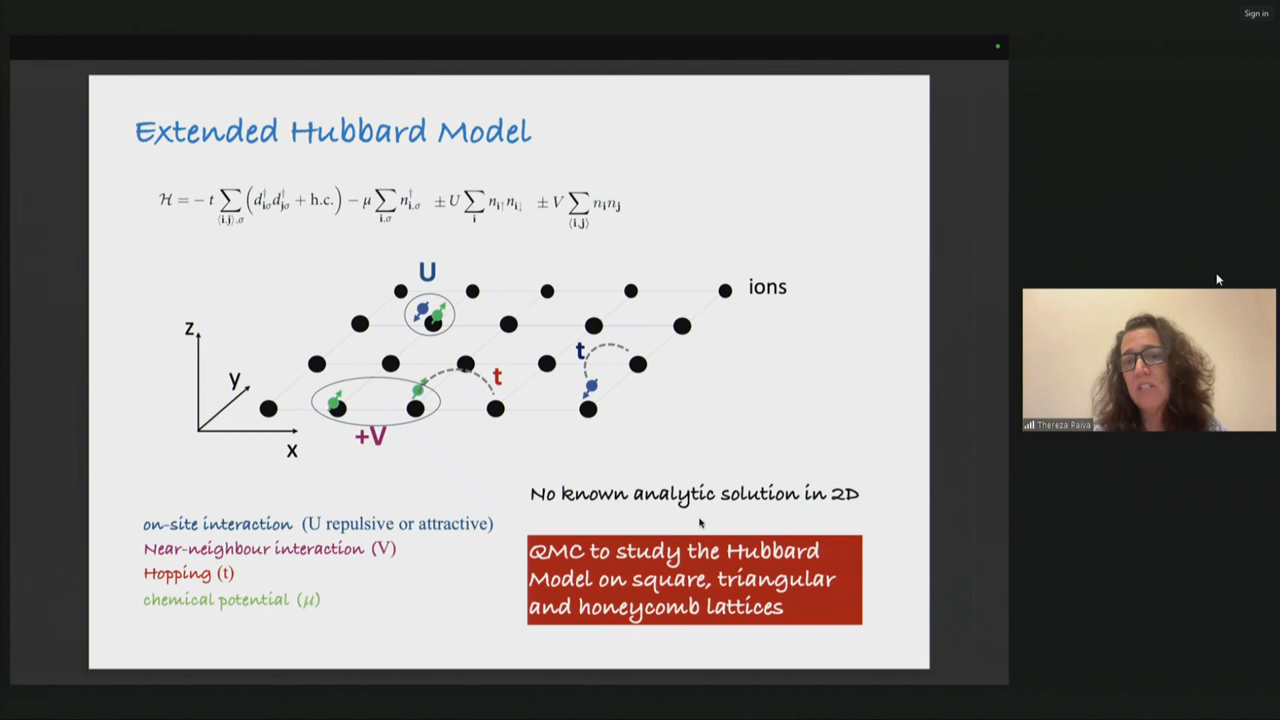 Sign in
Extended Hubbard Model
ℋ = − t ∑⟨i,j⟩,σ (d†iσ d†jσ + h.c.) − μ ∑i,σ n†i,σ ± U ∑i ni↑ni↓ ± V ∑⟨i,j⟩ ninj
U
ions
z
y
x
t
t
+V
No known analytic solution in 2D
on-site interaction (U repulsive or attractive)
Near-neighbour interaction (V)
Hopping (t)
chemical potential (μ)
QMC to study the Hubbard
Model on square, triangular
and honeycomb lattices
Thereza Paiva